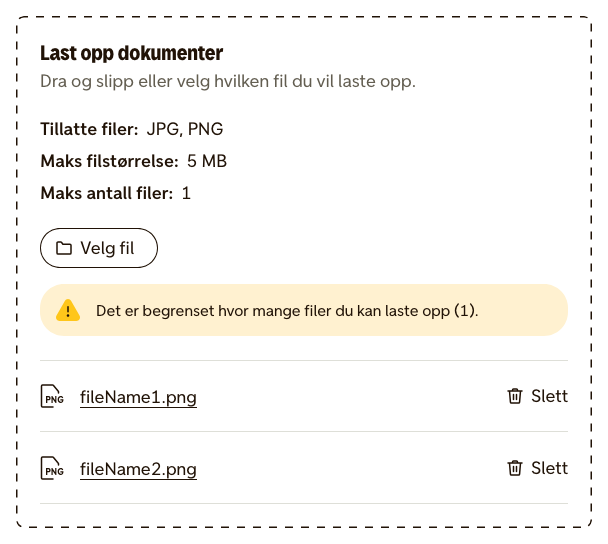 Last opp dokumenter
Dra og slipp eller velg hvilken fil du vil laste opp.
Tillatte filer: JPG, PNG
Maks filstørrelse: 5 MB
Maks antall filer: 1
Velg fil
Det er begrenset hvor mange filer du kan laste opp (1).
PNG fileName1.png Slett
PNG fileName2.png Slett